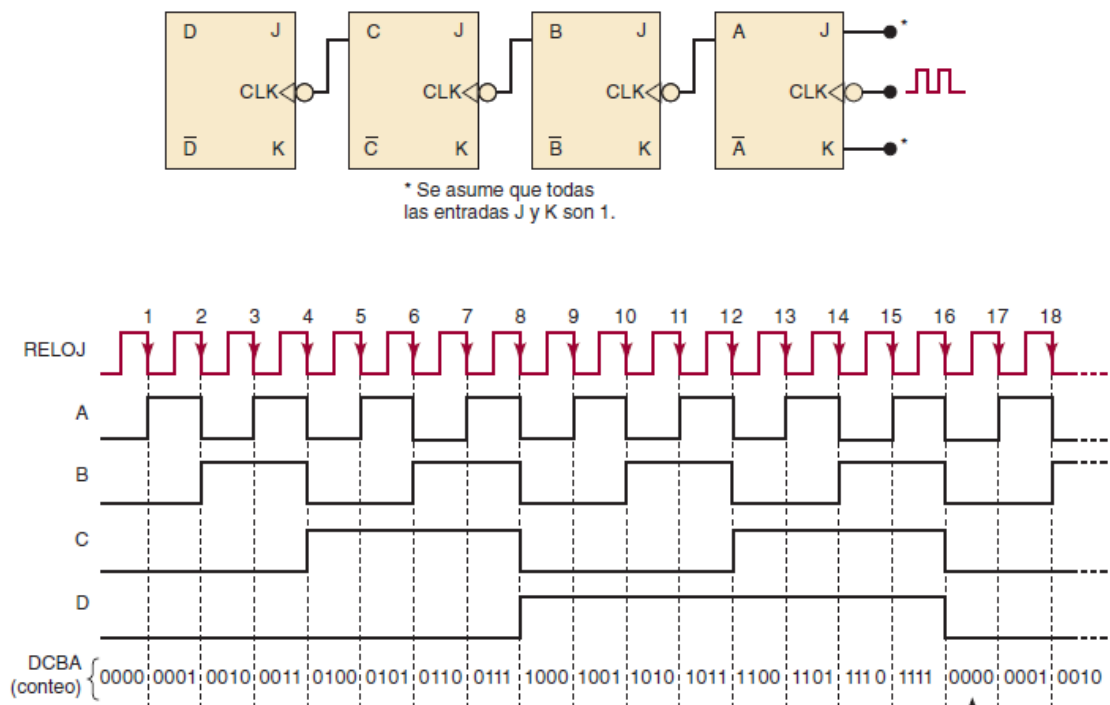 D J C J B J A J *
CLK CLK CLK CLK
D̅ K C̅ K B̅ K A̅ K *
* Se asume que todas
las entradas J y K son 1.
1 2 3 4 5 6 7 8 9 10 11 12 13 14 15 16 17 18
RELOJ
A
B
C
D
DCBA
(conteo) { 0000 0001 0010 0011 0100 0101 0110 0111 1000 1001 1010 1011 1100 1101 1110 1111 0000 0001 0010